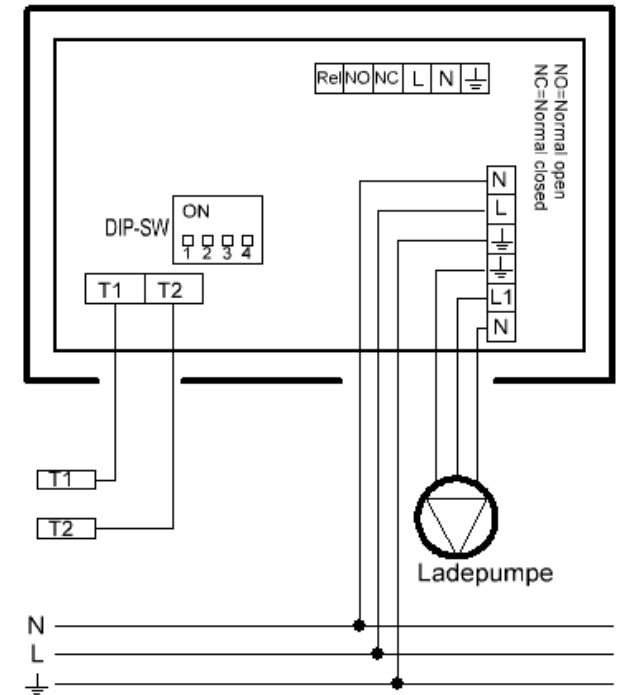 Rel NO NC L N
NO=Normal open
NC=Normal closed
N
L
L1
N
DIP-SW
ON
1 2 3 4
T1 T2
T1
T2
Ladepumpe
N
L